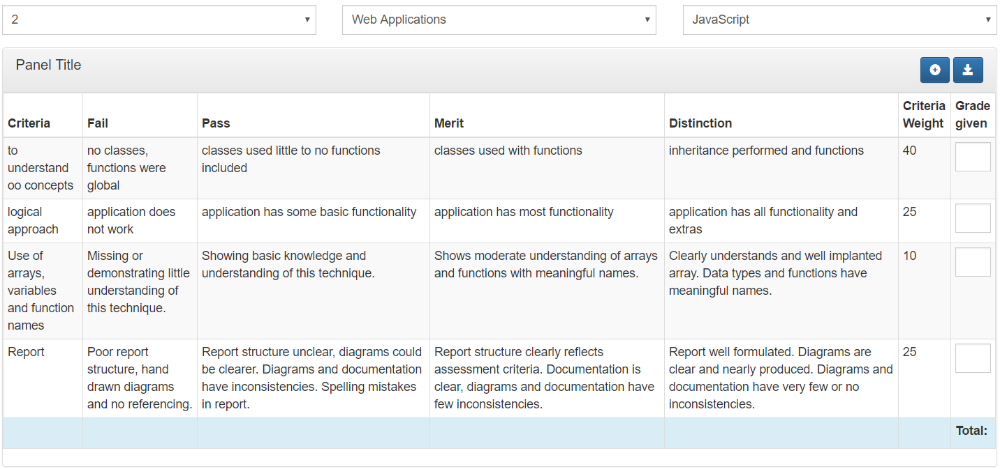 2
Web Applications
JavaScript
Panel Title
Criteria
Fail
Pass
Merit
Distinction
Criteria
Weight
Grade
given
to
understand
oo concepts
no classes,
functions were
global
classes used little to no functions
included
classes used with functions
inheritance performed and functions
40
logical
approach
application does
not work
application has some basic functionality
application has most functionality
application has all functionality and
extras
25
Use of
arrays,
variables
and function
names
Missing or
demonstrating little
understanding of
this technique.
Showing basic knowledge and
understanding of this technique.
Shows moderate understanding of arrays
and functions with meaningful names.
Clearly understands and well implanted
array. Data types and functions have
meaningful names.
10
Report
Poor report
structure, hand
drawn diagrams
and no referencing.
Report structure unclear, diagrams could
be clearer. Diagrams and documentation
have inconsistencies. Spelling mistakes
in report.
Report structure clearly reflects
assessment criteria. Documentation is
clear, diagrams and documentation have
few inconsistencies.
Report well formulated. Diagrams are
clear and nearly produced. Diagrams and
documentation have very few or no
inconsistencies.
25
Total: